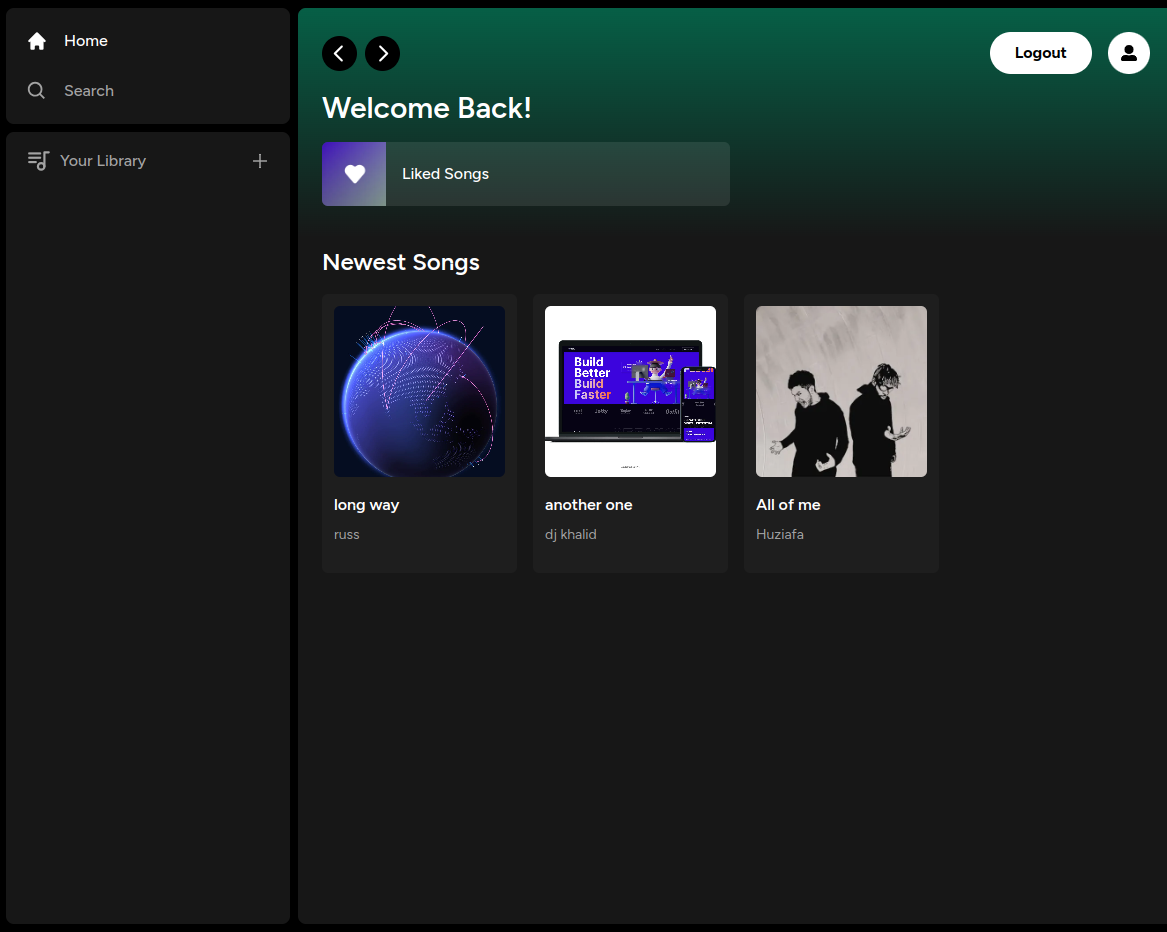 Home
Search
Your Library
Logout
Welcome Back!
Liked Songs
Newest Songs
Build
Better
Build
Faster
long way
russ
another one
dj khalid
All of me
Huziafa